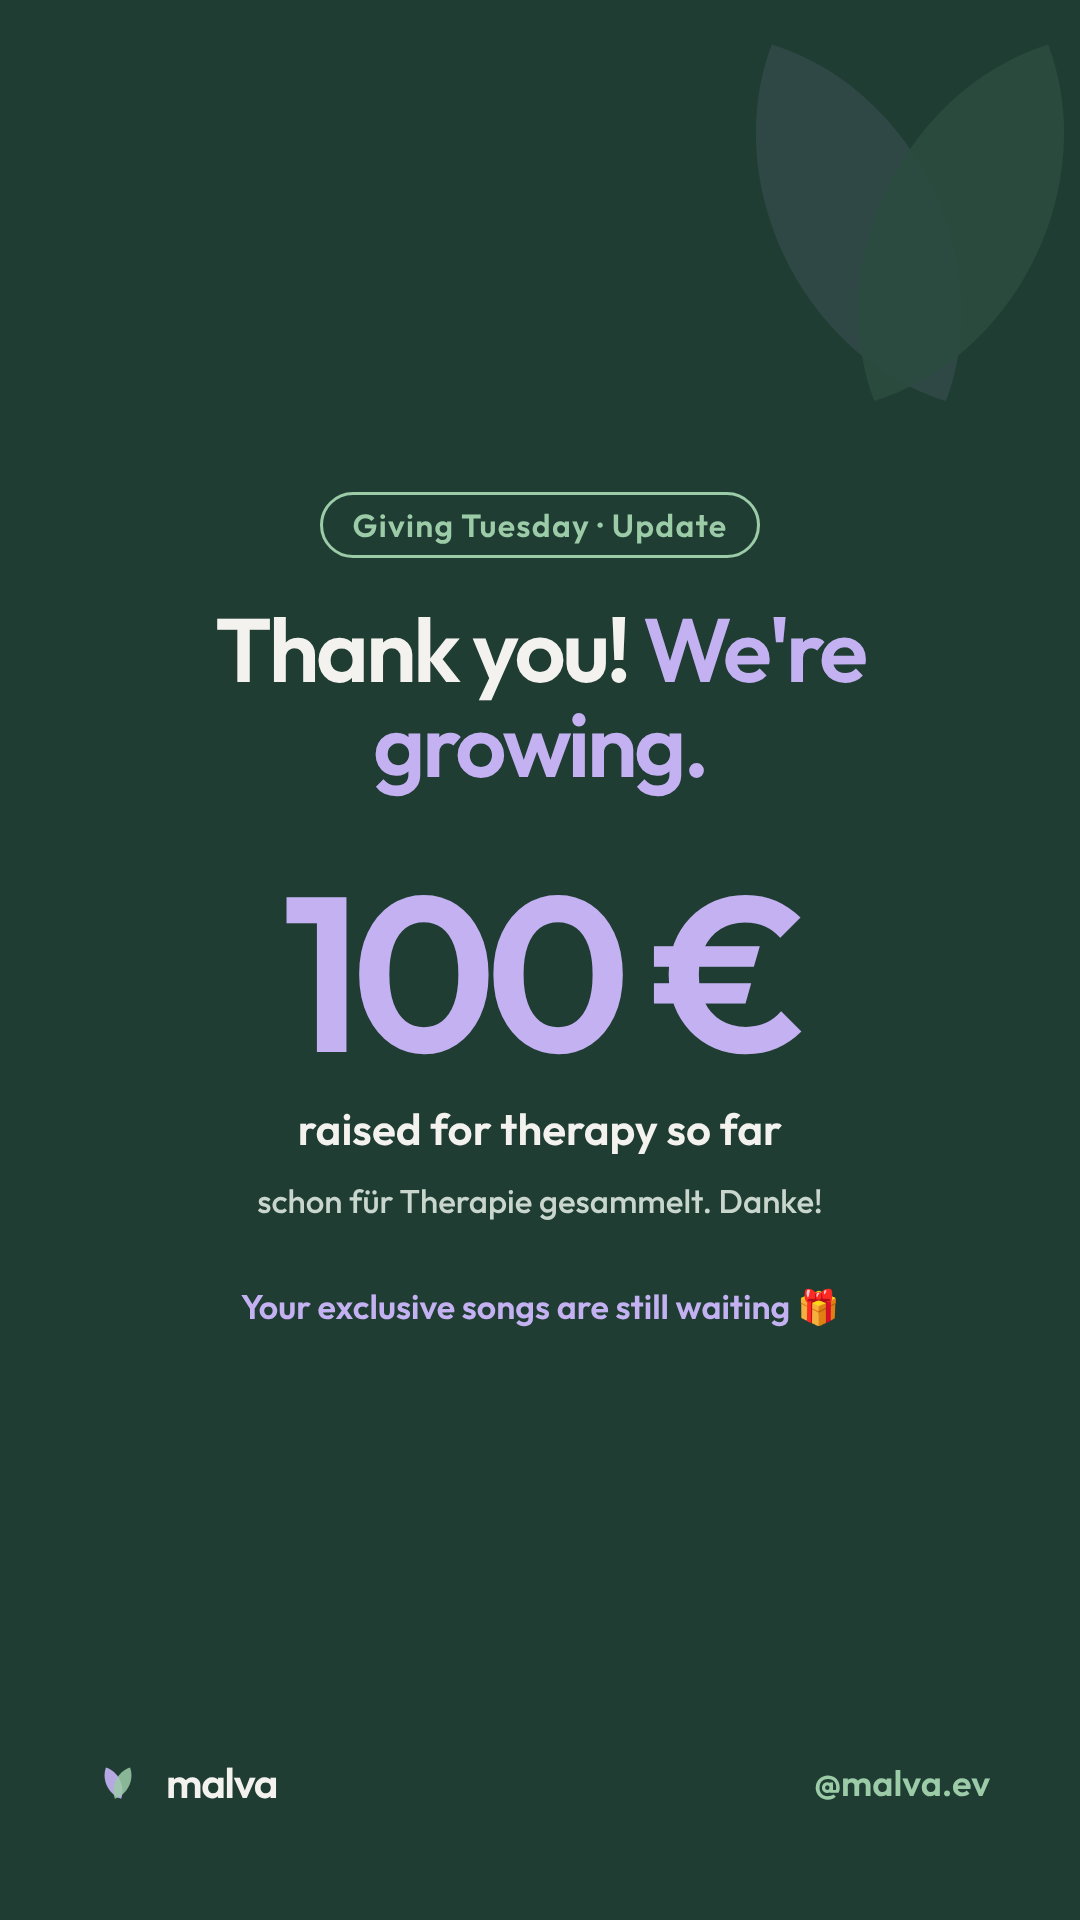 Giving Tuesday · Update
Thank you! We're
growing.
100 €
raised for therapy so far
schon für Therapie gesammelt. Danke!
Your exclusive songs are still waiting 🎁
malva
@malva.ev